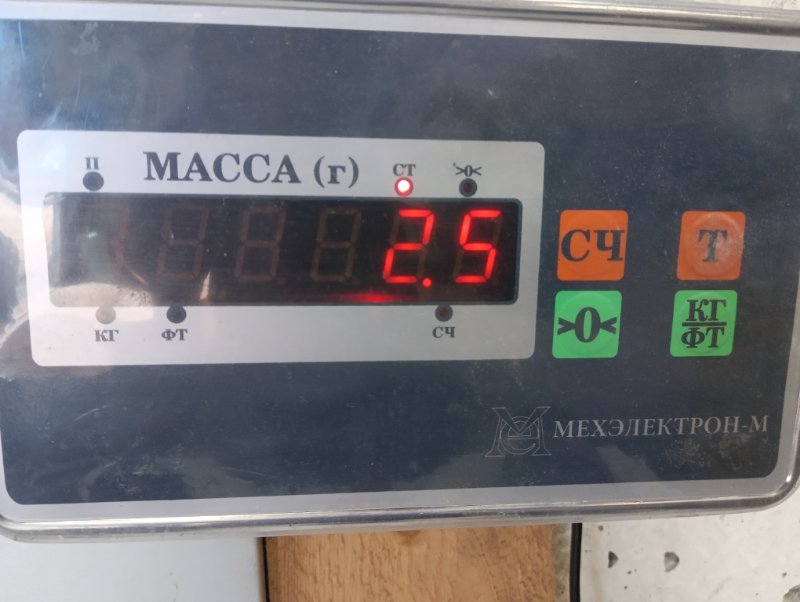 П
МАССА (г)
СТ
>0<
2.5
КГ
ФТ
СЧ
СЧ
Т
>0<
КГ
ФТ
МЕХЭЛЕКТРОН-М